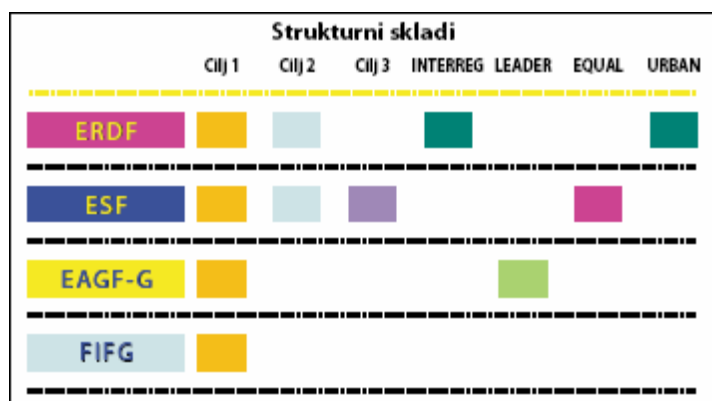 Strukturni skladi
Cilj 1 Cilj 2 Cilj 3 INTERREG LEADER EQUAL URBAN
ERDF
ESF
EAGF-G
FIFG